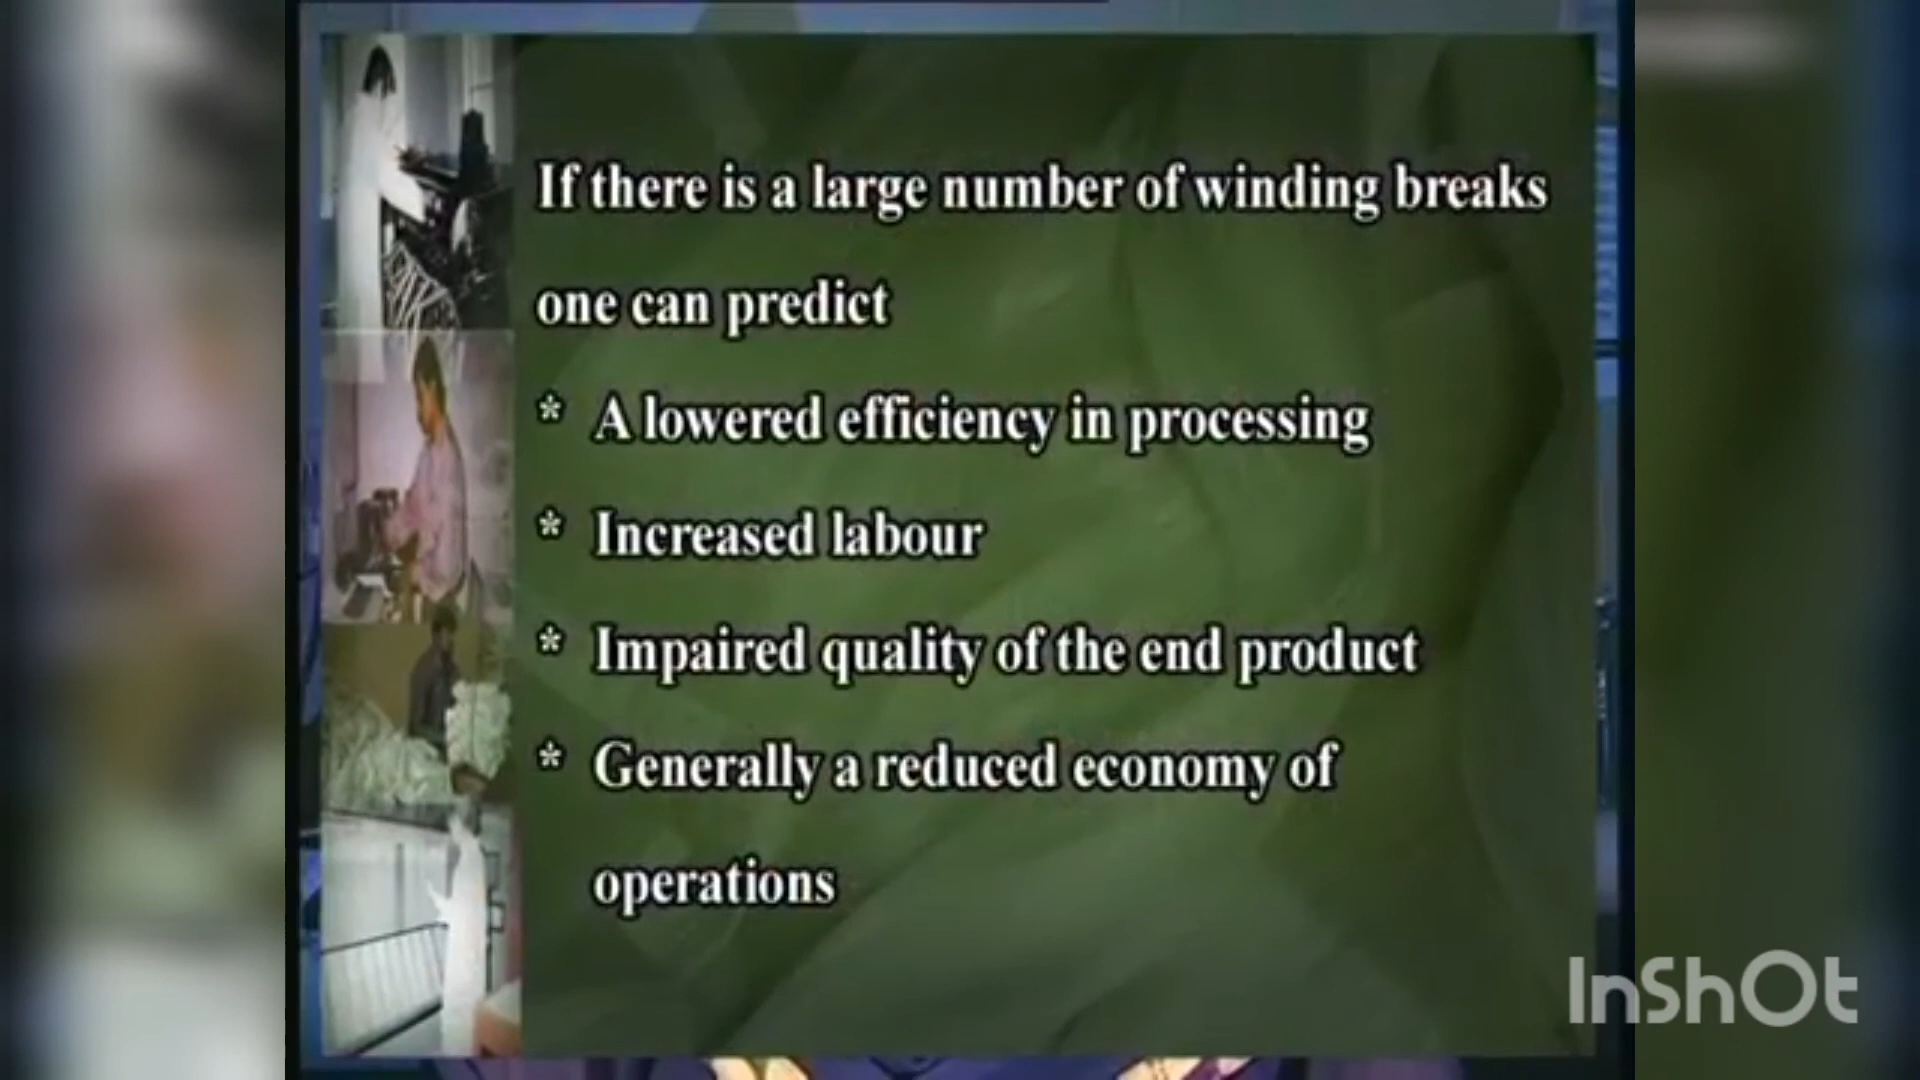 If there is a large number of winding breaks
one can predict
* A lowered efficiency in processing
* Increased labour
* Impaired quality of the end product
* Generally a reduced economy of
operations
InShOt